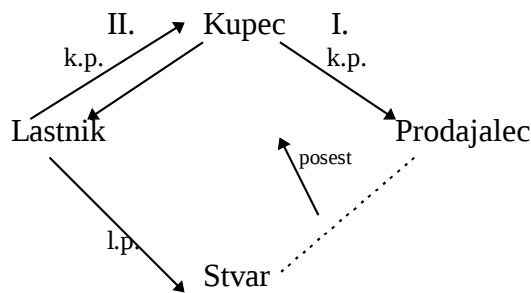 II. Kupec I.
k.p. k.p.
Lastnik Prodajalec
posest
l.p.
Stvar